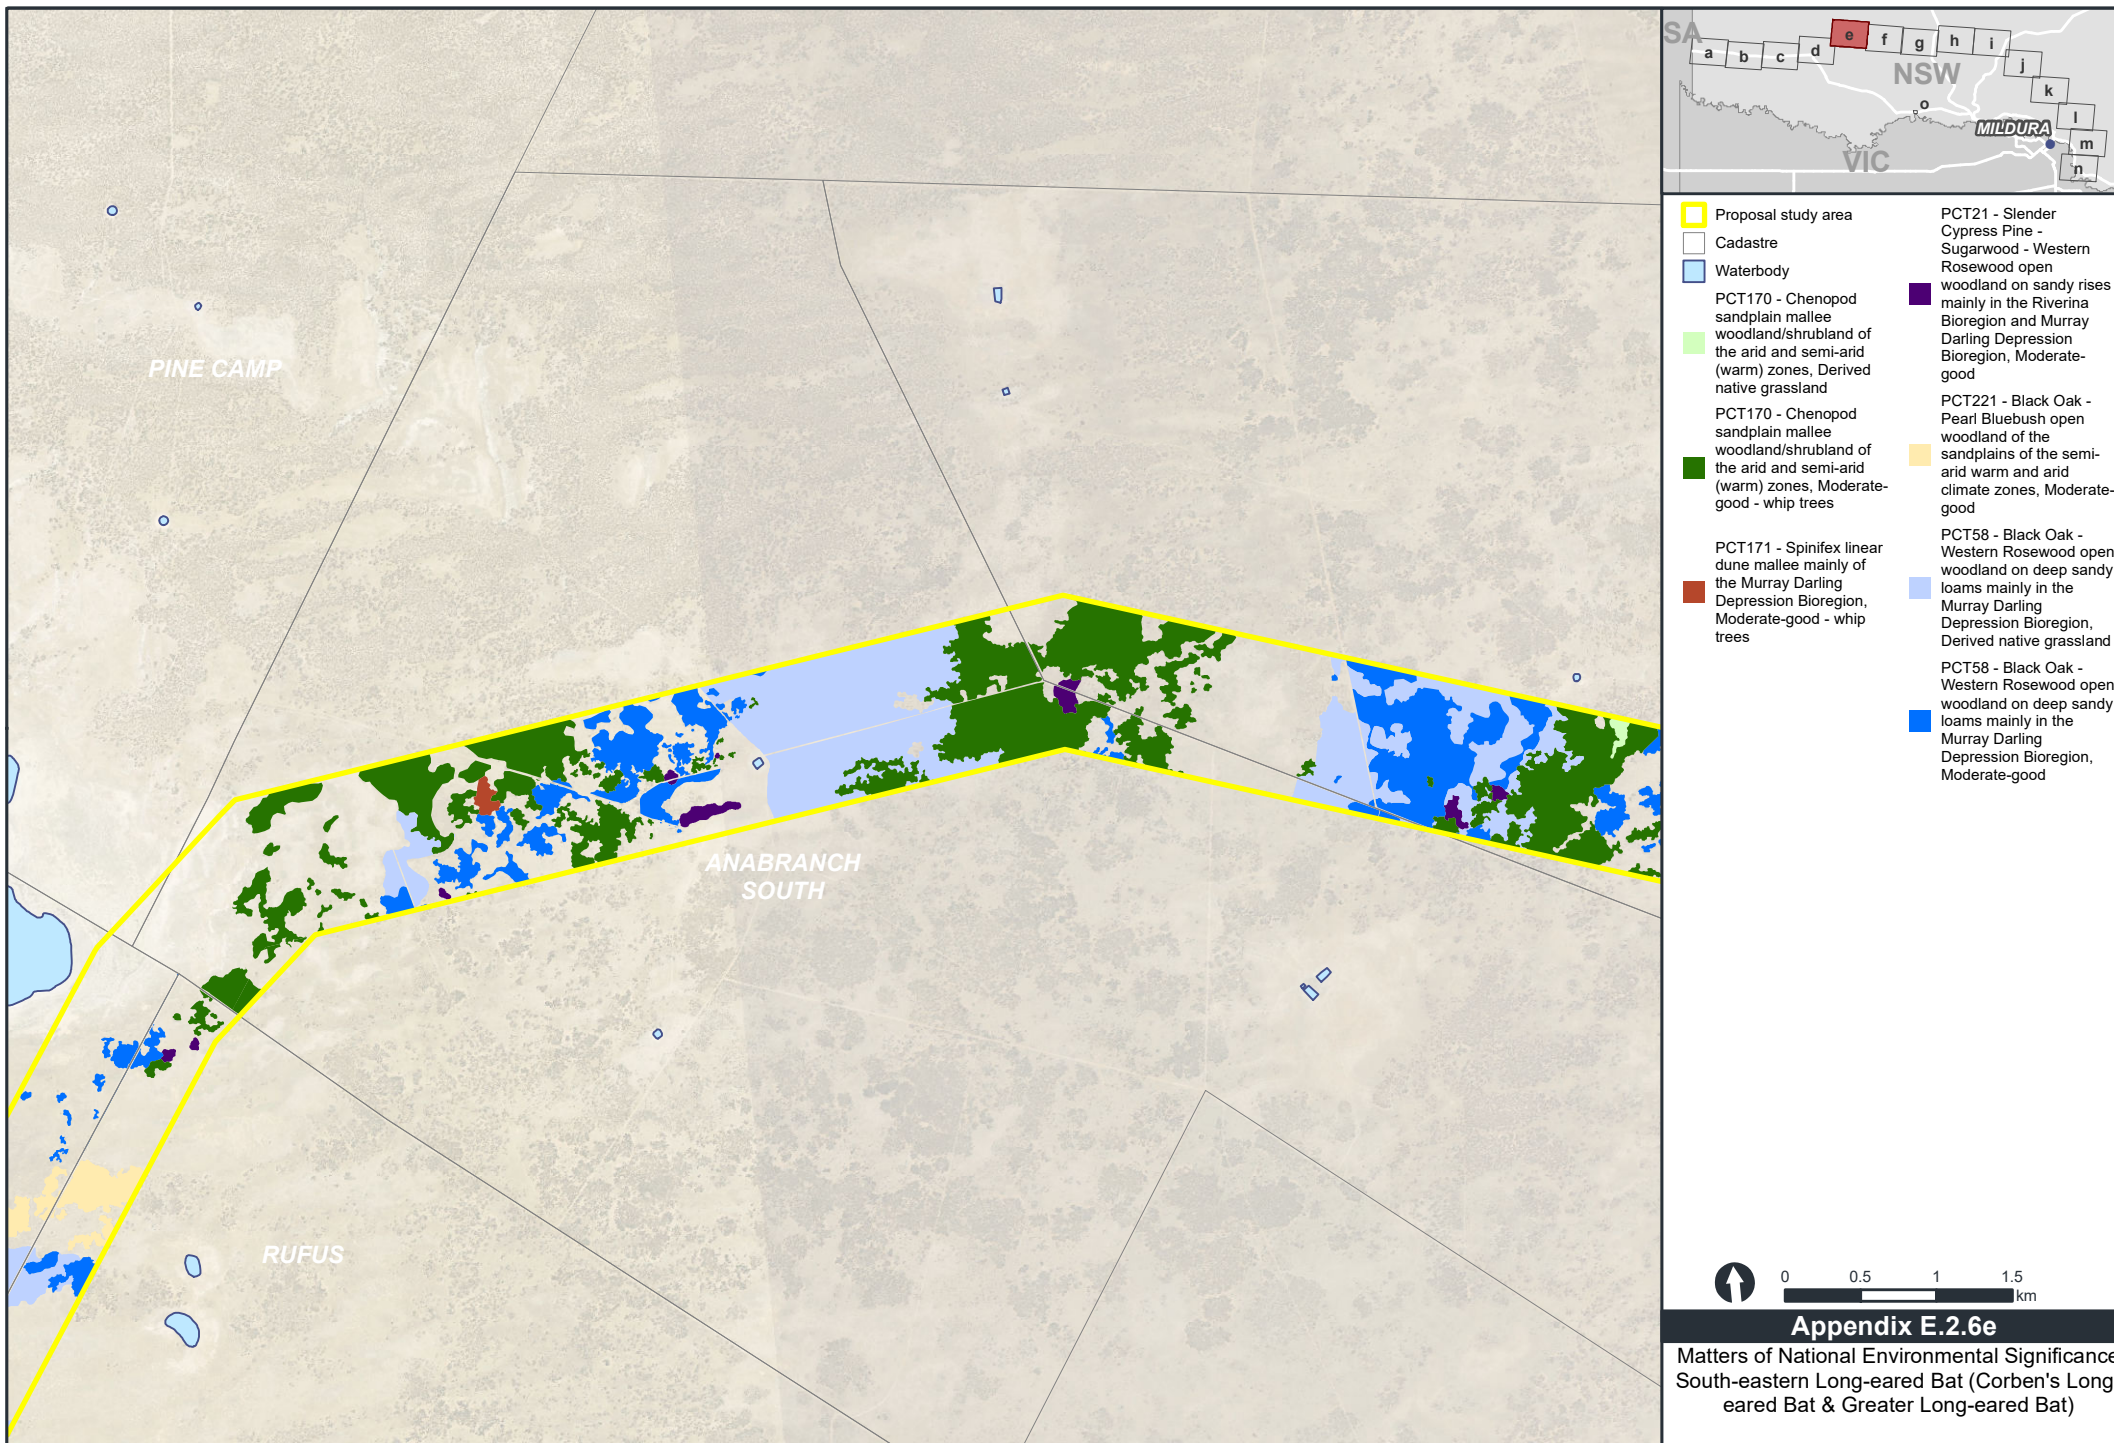 PINE CAMP
ANABRANCH
SOUTH
RUFUS
SA
a
b
c
d
e
f
g
h
i
j
k
l
m
n
o
NSW
MILDURA
VIC
Proposal study area
Cadastre
Waterbody
PCT170 - Chenopod
sandplain mallee
woodland/shrubland of
the arid and semi-arid
(warm) zones, Derived
native grassland
PCT170 - Chenopod
sandplain mallee
woodland/shrubland of
the arid and semi-arid
(warm) zones, Moderate-
good - whip trees
PCT171 - Spinifex linear
dune mallee mainly of
the Murray Darling
Depression Bioregion,
Moderate-good - whip
trees
PCT21 - Slender
Cypress Pine -
Sugarwood - Western
Rosewood open
woodland on sandy rises
mainly in the Riverina
Bioregion and Murray
Darling Depression
Bioregion, Moderate-
good
PCT221 - Black Oak -
Pearl Bluebush open
woodland of the
sandplains of the semi-
arid warm and arid
climate zones, Moderate-
good
PCT58 - Black Oak -
Western Rosewood open
woodland on deep sandy
loams mainly in the
Murray Darling
Depression Bioregion,
Derived native grassland
PCT58 - Black Oak -
Western Rosewood open
woodland on deep sandy
loams mainly in the
Murray Darling
Depression Bioregion,
Moderate-good
0 0.5 1 1.5
km
Appendix E.2.6e
Matters of National Environmental Significance
South-eastern Long-eared Bat (Corben's Long-
eared Bat & Greater Long-eared Bat)